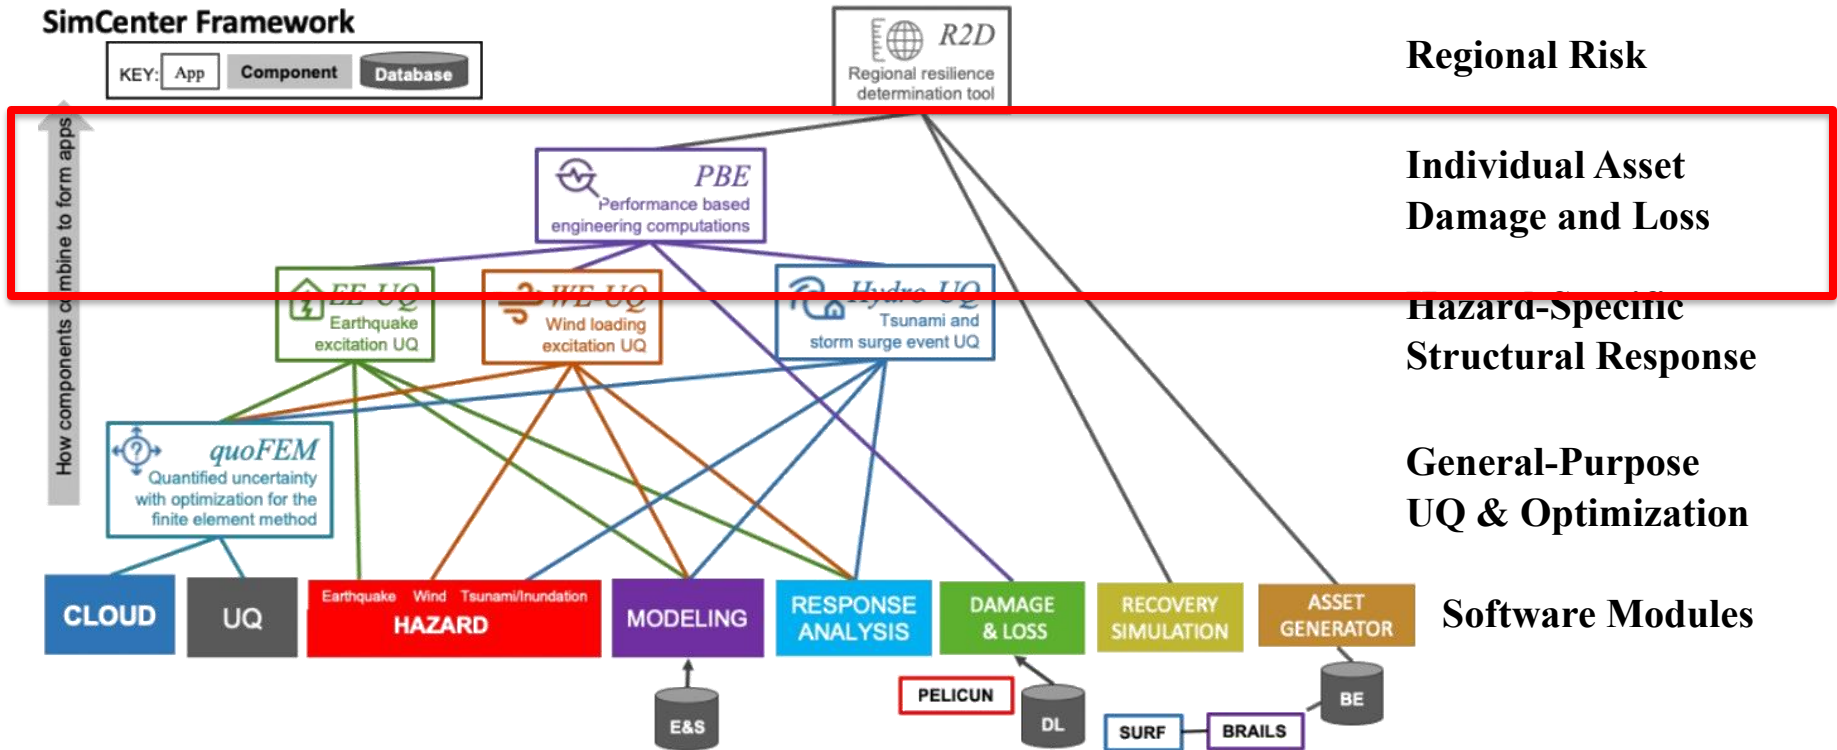 SimCenter Framework
KEY: App Component Database
How components combine to form apps
R2D
Regional resilience
determination tool
Regional Risk
PBE
Performance based
engineering computations
Individual Asset
Damage and Loss
EE-UQ
Earthquake
excitation UQ
WE-UQ
Wind loading
excitation UQ
Hydro-UQ
Tsunami and
storm surge event UQ
Hazard-Specific
Structural Response
quoFEM
Quantified uncertainty
with optimization for the
finite element method
General-Purpose
UQ & Optimization
CLOUD
UQ
Earthquake Wind Tsunami/Inundation
HAZARD
MODELING
RESPONSE
ANALYSIS
DAMAGE
& LOSS
RECOVERY
SIMULATION
ASSET
GENERATOR
Software Modules
E&S
PELICUN
DL
SURF
BRAILS
BE